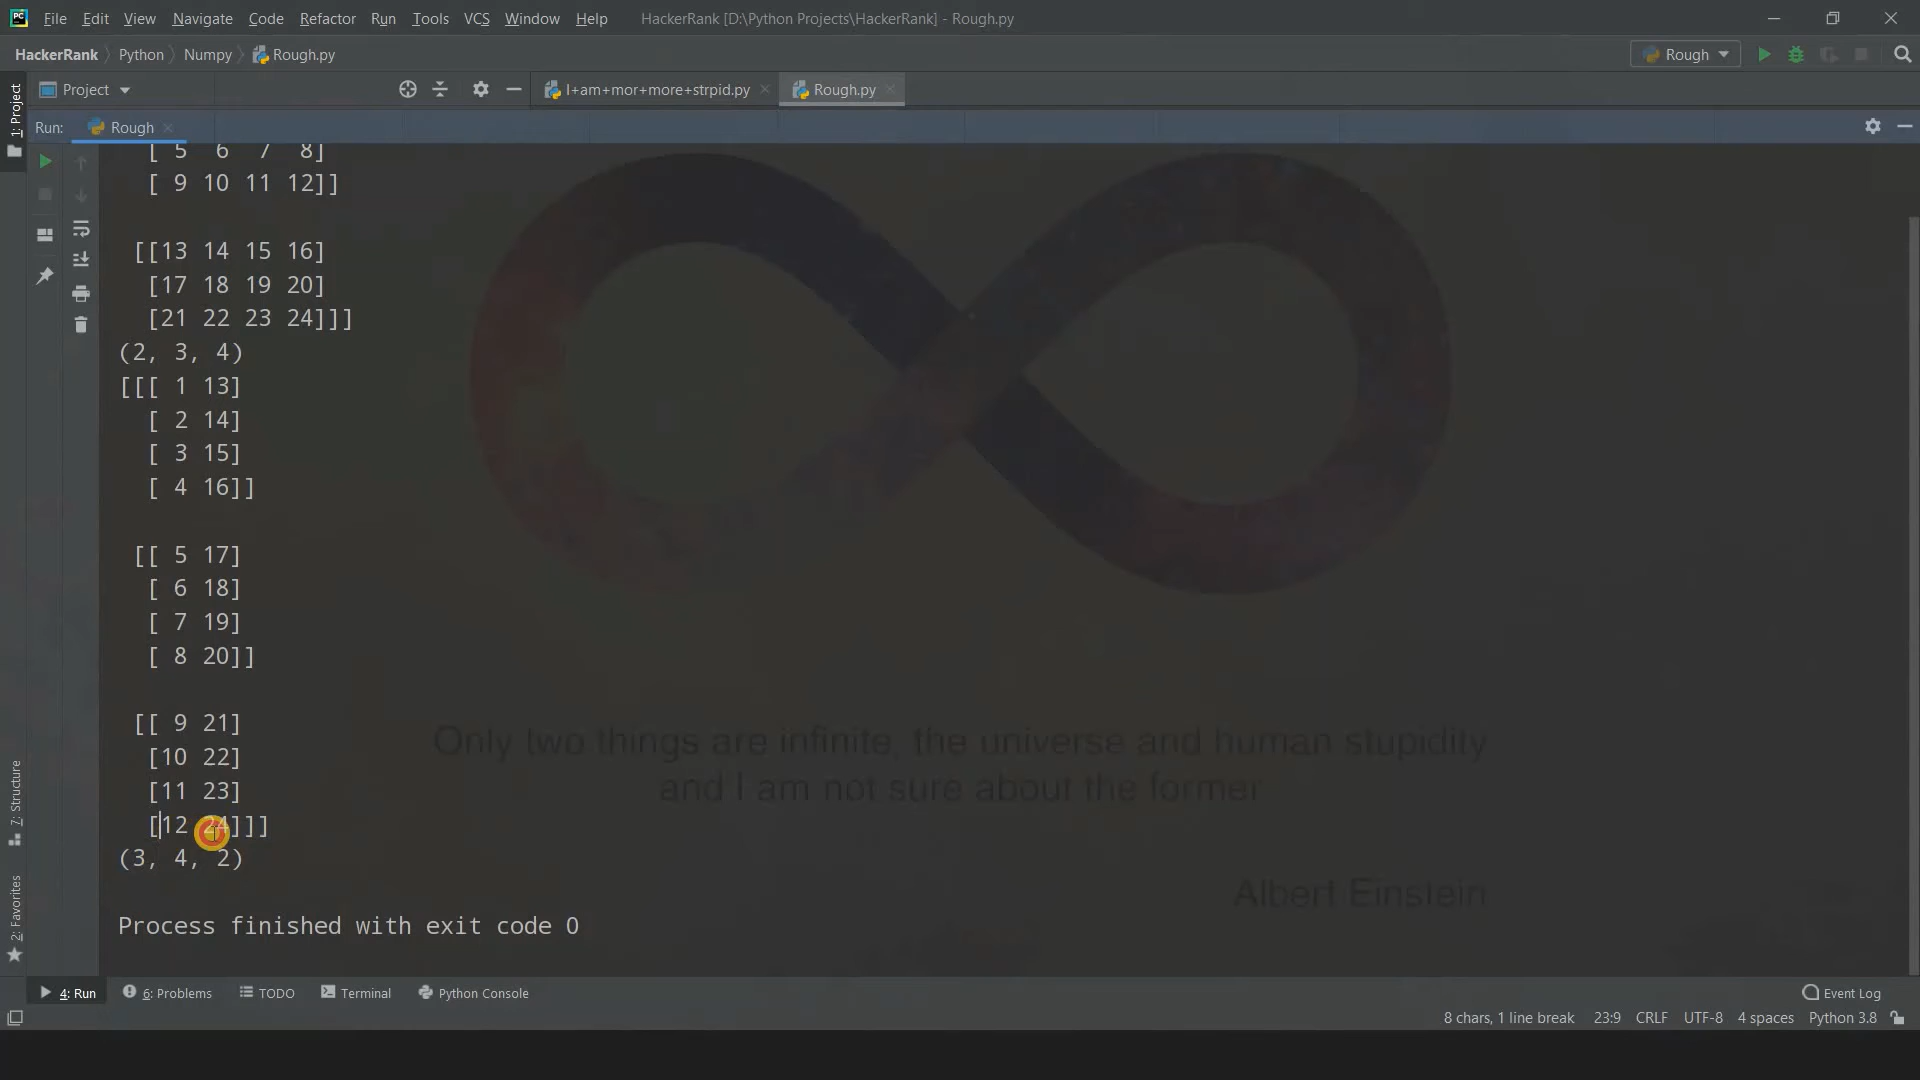 File Edit View Navigate Code Refactor Run Tools VCS Window Help HackerRank [D:\Python Projects\HackerRank] - Rough.py
HackerRank Python Numpy Rough.py Rough
1: Project
Project I+am+mor+more+strpid.py Rough.py
Run: Rough
[ 5 6 7 8]
[ 9 10 11 12]]
[[13 14 15 16]
[17 18 19 20]
[21 22 23 24]]]
(2, 3, 4)
[[[ 1 13]
[ 2 14]
[ 3 15]
[ 4 16]]
[[ 5 17]
[ 6 18]
[ 7 19]
[ 8 20]]
[[ 9 21]
[10 22]
[11 23]
[12 24]]]
(3, 4, 2)
Process finished with exit code 0
Only two things are infinite, the universe and human stupidity
and I am not sure about the former
Albert Einstein
7: Structure
2: Favorites
4: Run 6: Problems TODO Terminal Python Console Event Log
8 chars, 1 line break 23:9 CRLF UTF-8 4 spaces Python 3.8